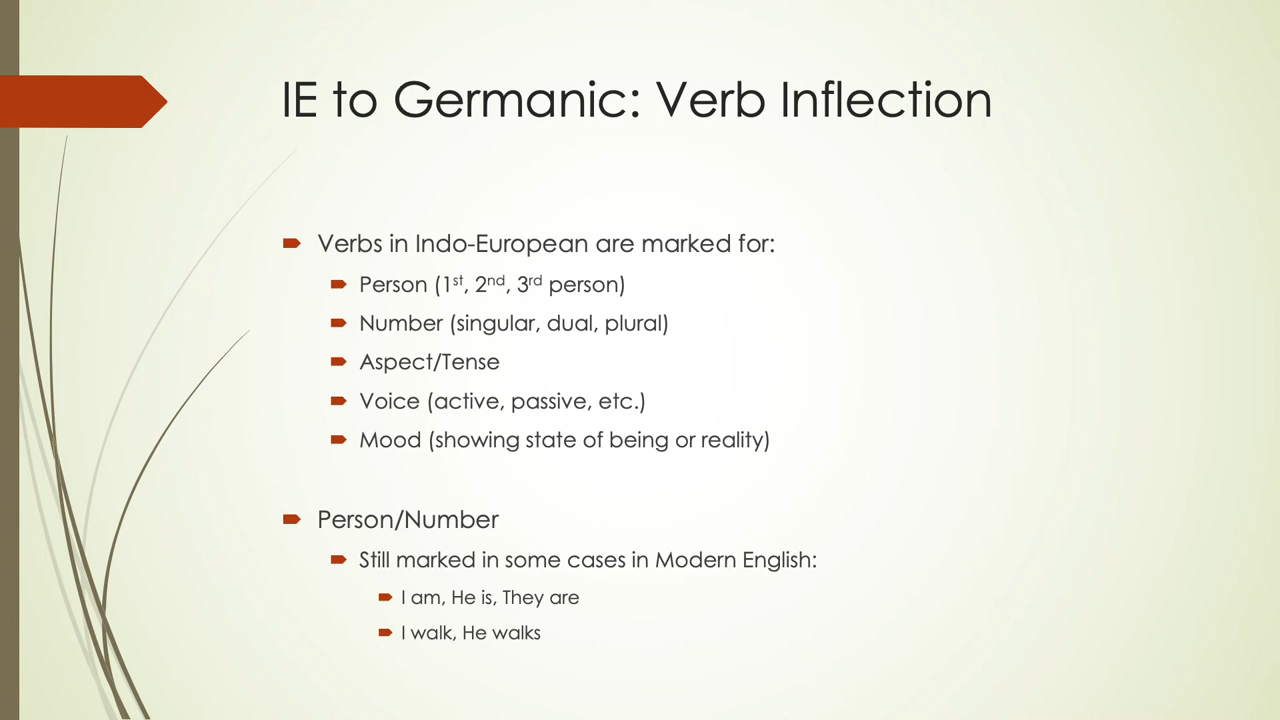 IE to Germanic: Verb Inflection
Verbs in Indo-European are marked for:
Person (1st, 2nd, 3rd person)
Number (singular, dual, plural)
Aspect/Tense
Voice (active, passive, etc.)
Mood (showing state of being or reality)
Person/Number
Still marked in some cases in Modern English:
I am, He is, They are
I walk, He walks